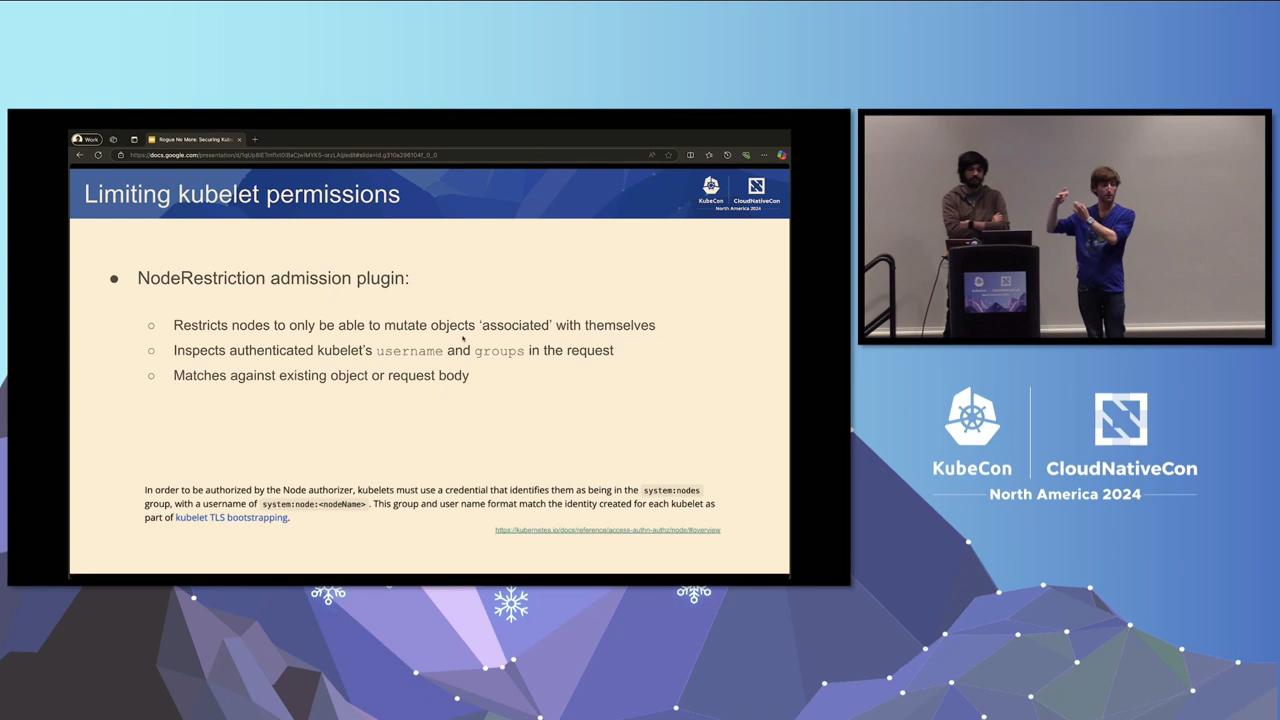 Work
Rogue No More: Securing Kub
Limiting kubelet permissions
KubeCon
CloudNativeCon
North America 2024
● NodeRestriction admission plugin:
○ Restricts nodes to only be able to mutate objects ‘associated’ with themselves
○ Inspects authenticated kubelet’s username and groups in the request
○ Matches against existing object or request body
In order to be authorized by the Node authorizer, kubelets must use a credential that identifies them as being in the system:nodes
group, with a username of system:node:<nodeName>. This group and user name format match the identity created for each kubelet as
part of kubelet TLS bootstrapping.
https://kubernetes.io/docs/reference/access-authn-authz/node/#overview
KubeCon
CloudNativeCon
North America 2024